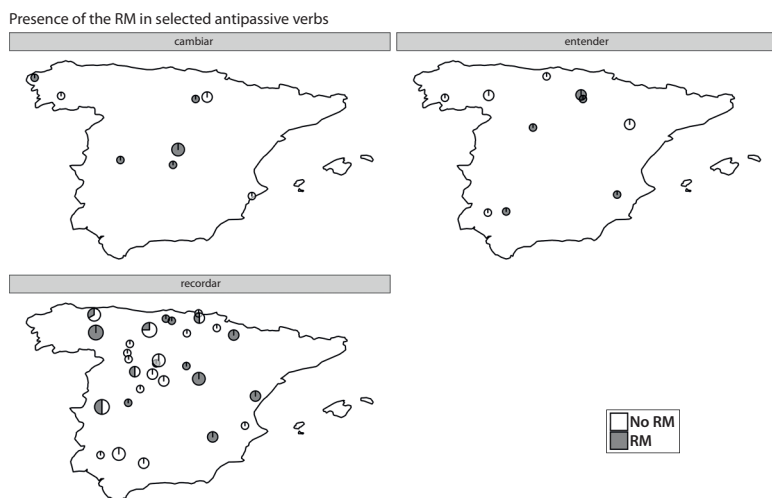 Presence of the RM in selected antipassive verbs
cambiar
entender
recordar
No RM
RM